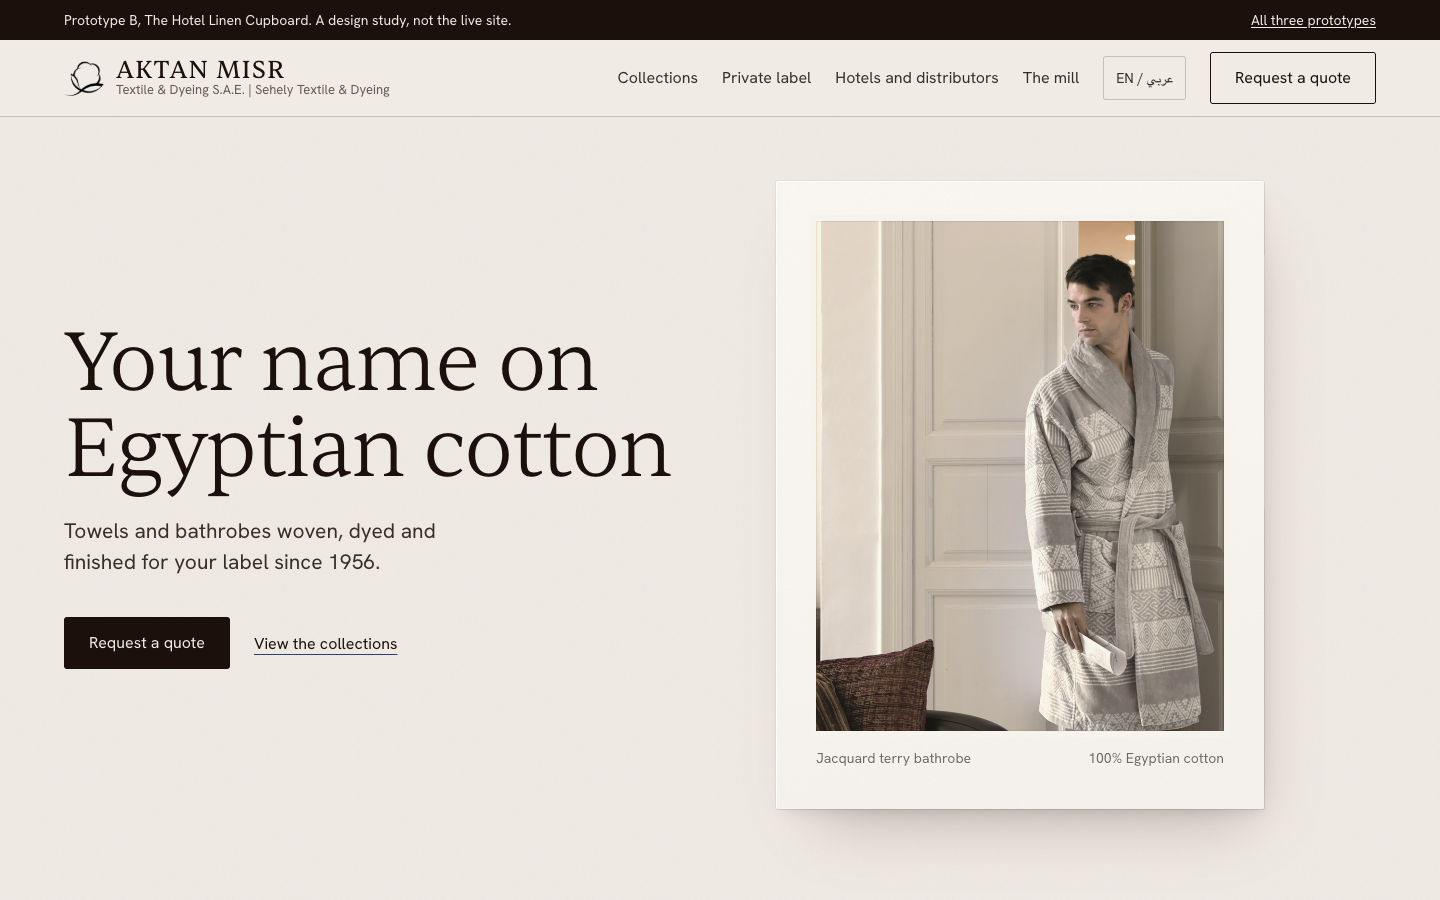 Prototype B, The Hotel Linen Cupboard. A design study, not the live site.
All three prototypes
AKTAN MISR
Textile & Dyeing S.A.E. | Sehely Textile & Dyeing
Collections
Private label
Hotels and distributors
The mill
EN / عربي
Request a quote
Your name on
Egyptian cotton
Towels and bathrobes woven, dyed and
finished for your label since 1956.
Request a quote
View the collections
Jacquard terry bathrobe
100% Egyptian cotton